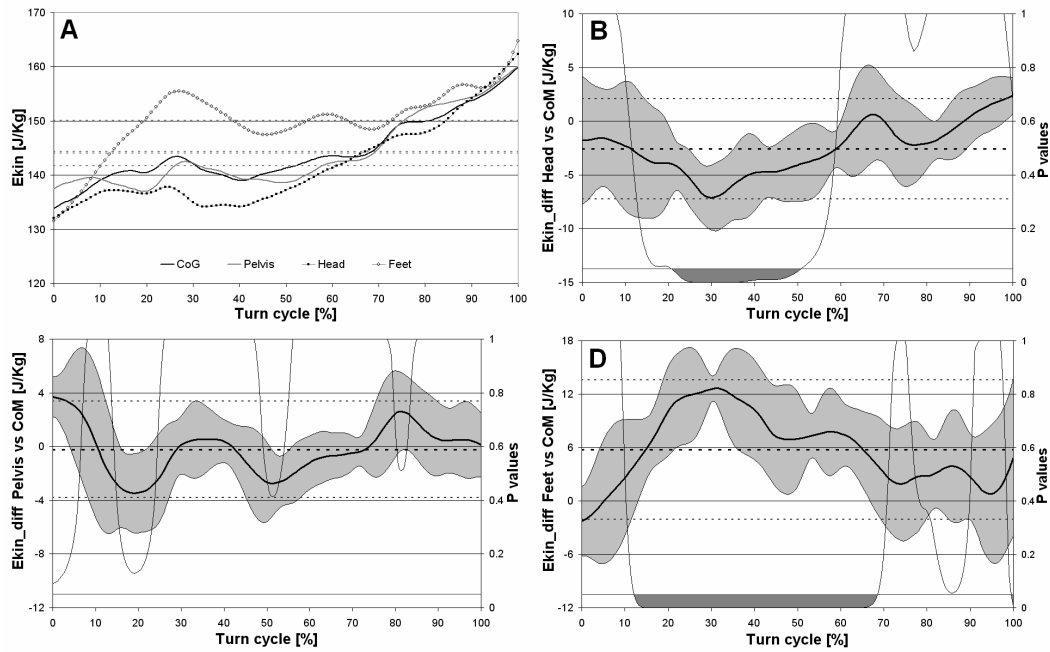 A
Ekin [J/Kg]
170
160
150
140
130
120
CoG
Pelvis
Head
Feet
0 10 20 30 40 50 60 70 80 90 100
Turn cycle [%]
B
Ekin_diff Head vs CoM [J/Kg]
10
5
0
-5
-10
-15
1
0.8
0.6
0.4
0.2
0
P values
0 10 20 30 40 50 60 70 80 90 100
Turn cycle [%]
Ekin_diff Pelvis vs CoM [J/Kg]
8
4
0
-4
-8
-12
1
0.8
0.6
0.4
0.2
0
P values
0 10 20 30 40 50 60 70 80 90 100
Turn cycle [%]
D
Ekin_diff Feet vs CoM [J/Kg]
18
12
6
0
-6
-12
1
0.8
0.6
0.4
0.2
0
P values
0 10 20 30 40 50 60 70 80 90 100
Turn cycle [%]